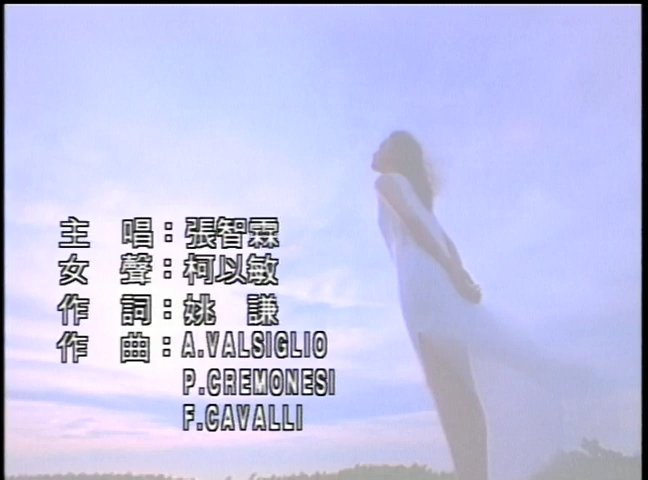 主　唱：張智霖
女　聲：柯以敏
作　詞：姚　謙
作　曲：A.VALSIGLIO
P.CREMONESI
F.CAVALLI